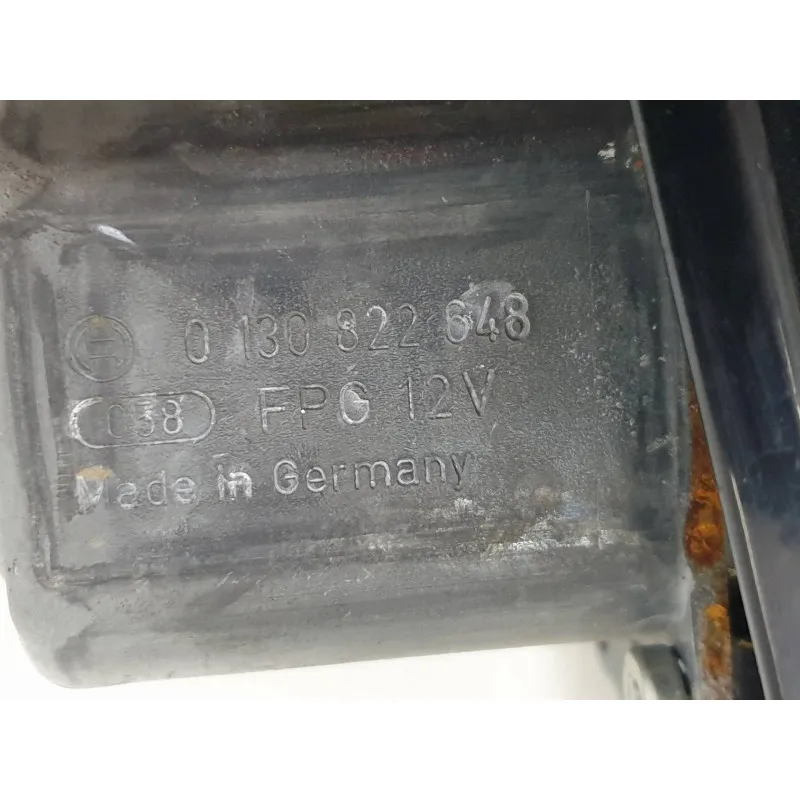 0 130 822 648
038 FPG 12V
Made in Germany